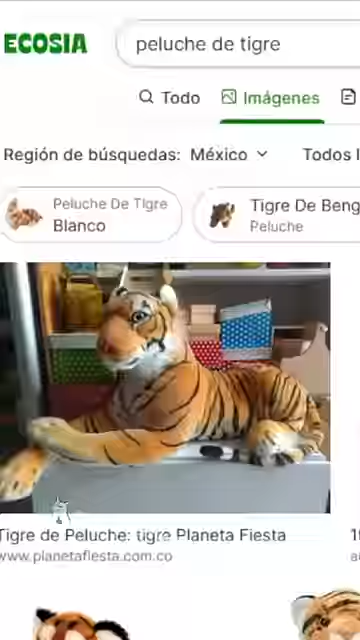 ECOSIA
peluche de tigre
Todo
Imágenes
Región de búsquedas: México
Todos l
Peluche De TIgre
Blanco
Tigre De Beng
Peluche
Tigre de Peluche: tigre Planeta Fiesta
www.planetafiesta.com.co